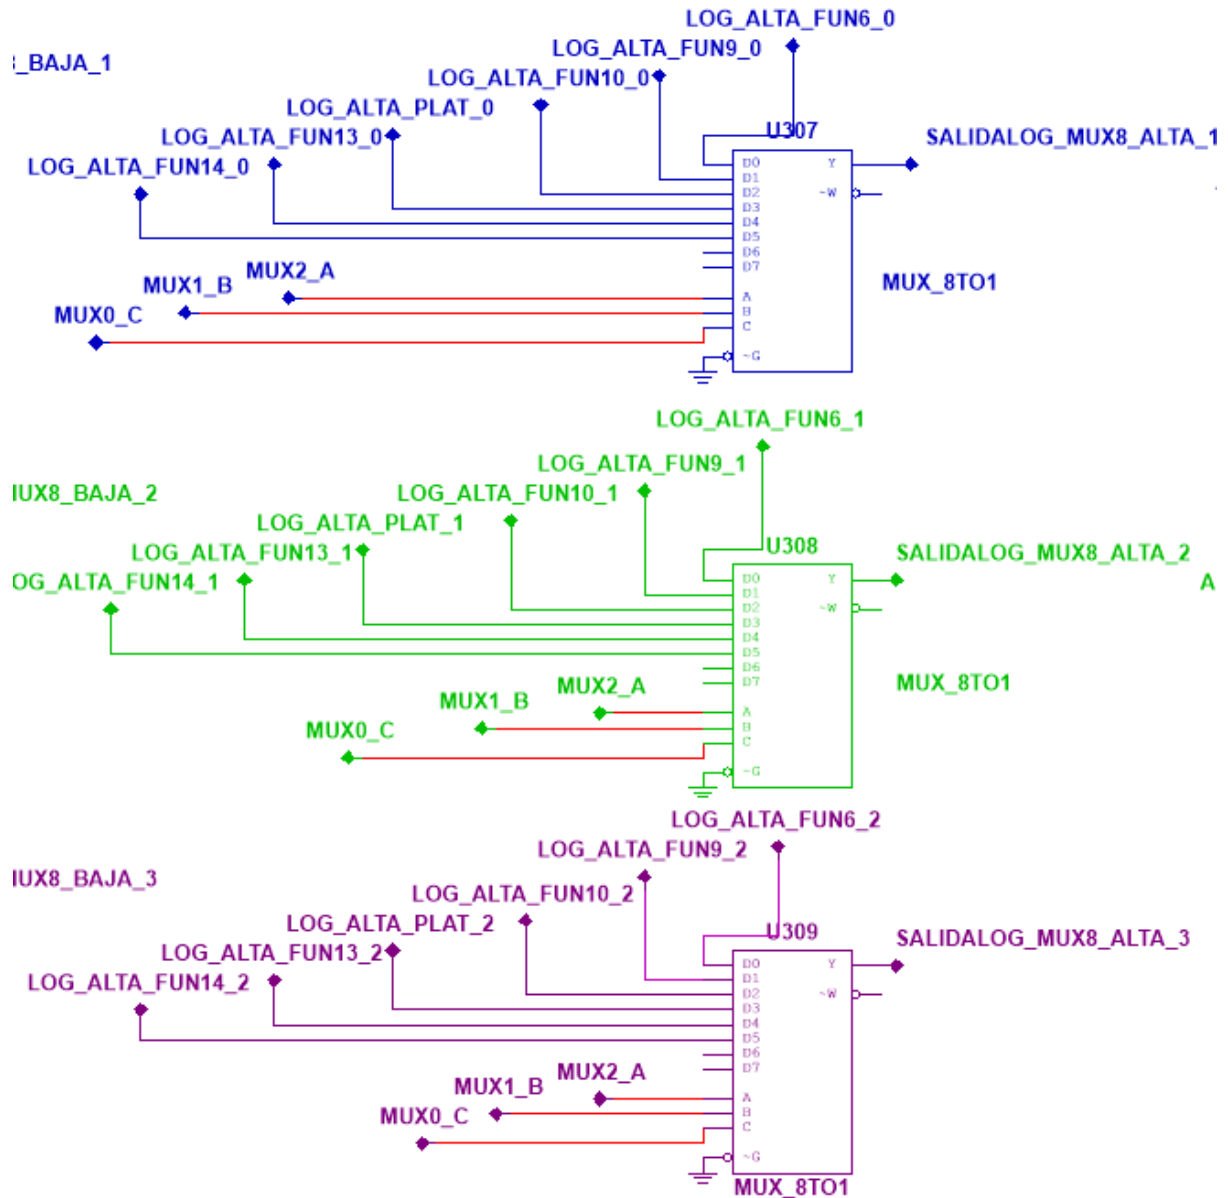 LOG_ALTA_FUN6_0
LOG_ALTA_FUN9_0
_BAJA_1
LOG_ALTA_FUN10_0
LOG_ALTA_PLAT_0
LOG_ALTA_FUN13_0
LOG_ALTA_FUN14_0
U307
SALIDALOG_MUX8_ALTA_1
D0 Y
D1
D2 ~W
D3
D4
D5
D6
D7
MUX2_A
MUX1_B
MUX0_C
MUX_8TO1
A
B
C
~G
LOG_ALTA_FUN6_1
LOG_ALTA_FUN9_1
IUX8_BAJA_2
LOG_ALTA_FUN10_1
LOG_ALTA_PLAT_1
LOG_ALTA_FUN13_1
OG_ALTA_FUN14_1
U308
SALIDALOG_MUX8_ALTA_2
A
D0 Y
D1
D2 ~W
D3
D4
D5
D6
D7
MUX2_A
MUX1_B
MUX0_C
MUX_8TO1
A
B
C
~G
LOG_ALTA_FUN6_2
LOG_ALTA_FUN9_2
IUX8_BAJA_3
LOG_ALTA_FUN10_2
LOG_ALTA_PLAT_2
LOG_ALTA_FUN13_2
LOG_ALTA_FUN14_2
U309
SALIDALOG_MUX8_ALTA_3
D0 Y
D1
D2 ~W
D3
D4
D5
D6
D7
MUX2_A
MUX1_B
MUX0_C
A
B
C
~G
MUX_8TO1